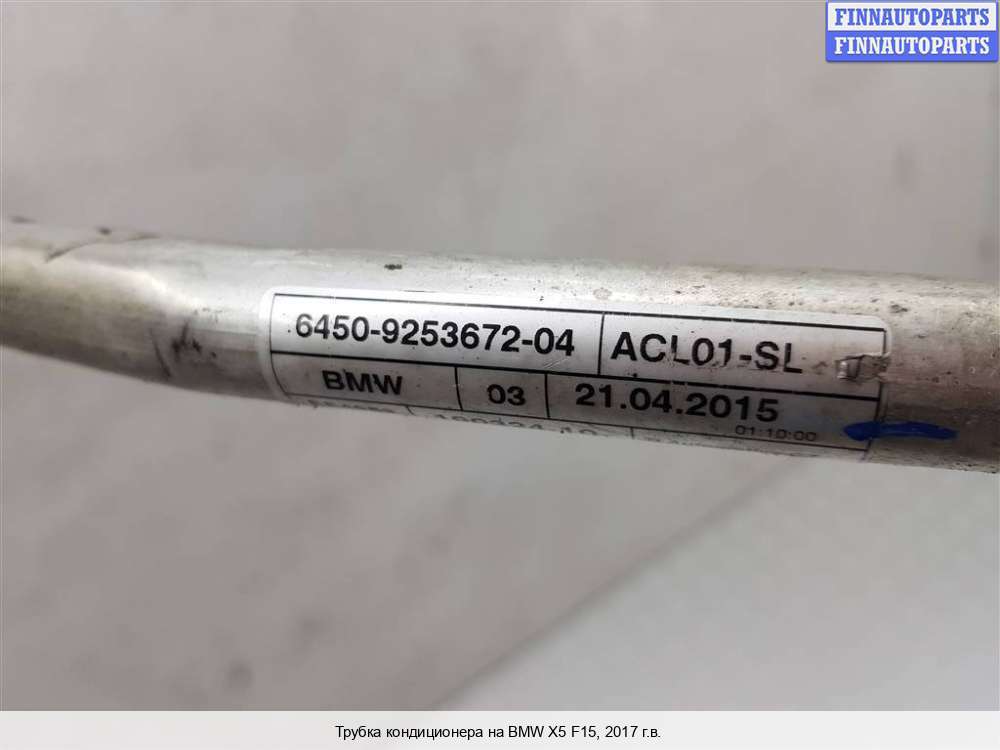 FINNAUTOPARTS
FINNAUTOPARTS
6450-9253672-04 ACL01-SL
BMW 03 21.04.2015
01:10:00
Трубка кондиционера на BMW X5 F15, 2017 г.в.